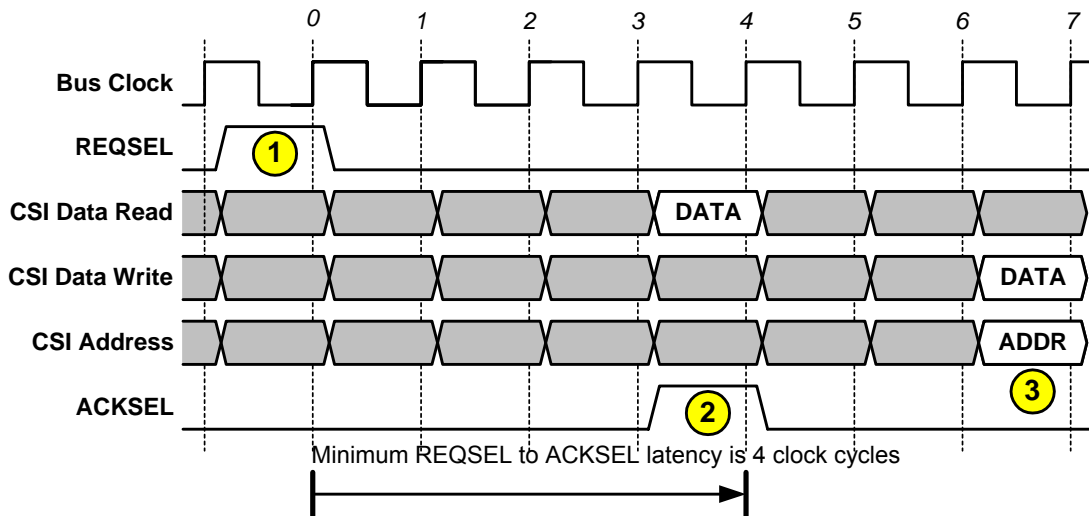 0 1 2 3 4 5 6 7
Bus Clock
REQSEL
1
CSI Data Read
DATA
CSI Data Write
DATA
CSI Address
ADDR
ACKSEL
2
3
Minimum REQSEL to ACKSEL latency is 4 clock cycles